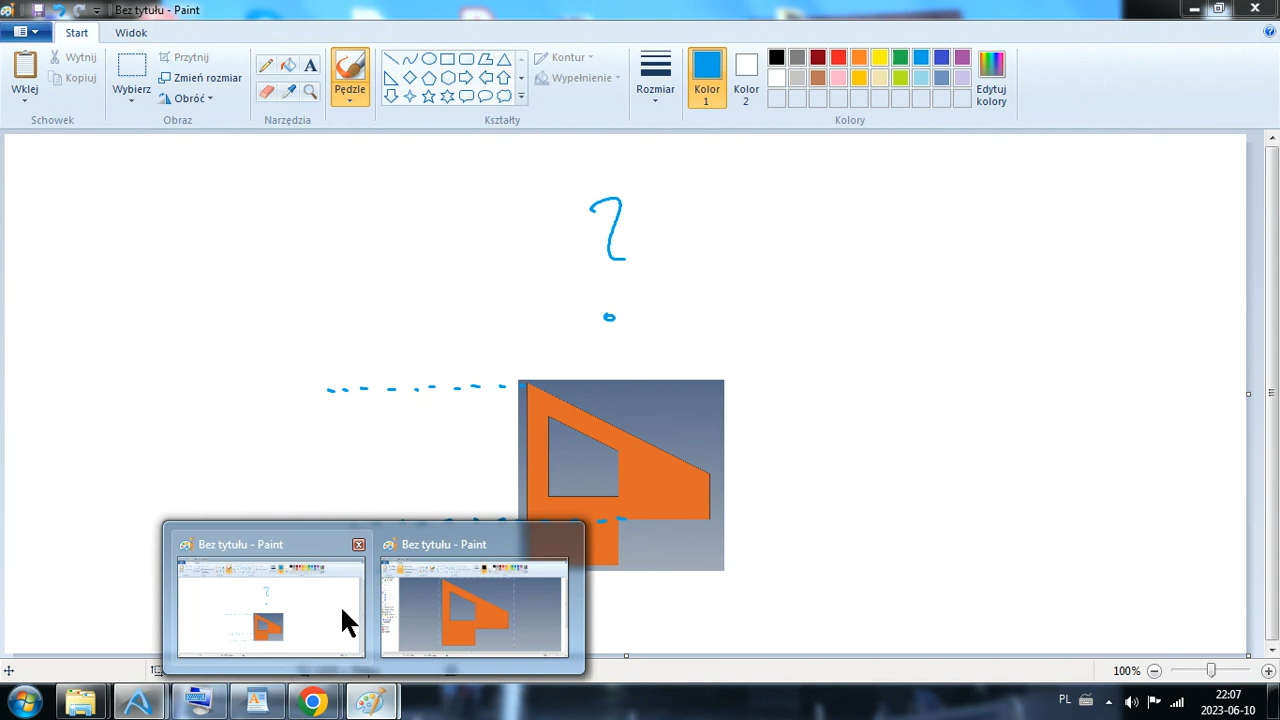 Bez tytułu - Paint
Start
Widok
Wklej
Wytnij
Kopiuj
Schowek
Wybierz
Przytnij
Zmień rozmiar
Obróć
Obraz
A
Narzędzia
Pędzle
Kontur
Wypełnienie
Kształty
Rozmiar
Kolor 1
Kolor 2
Edytuj kolory
Kolory
?
Bez tytułu - Paint
Bez tytułu - Paint
100%
PL
22:07
2023-06-10